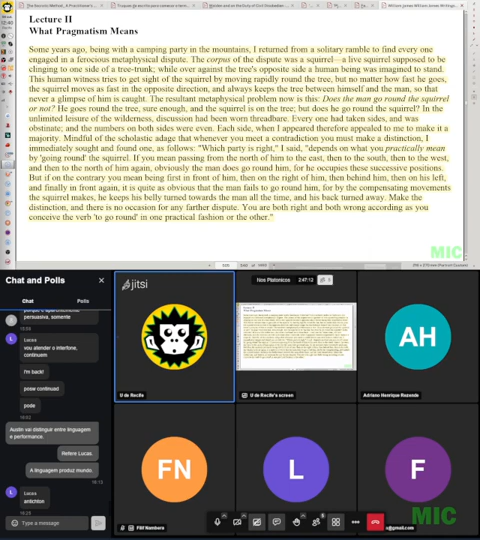 Lecture II
What Pragmatism Means
Some years ago, being with a camping party in the mountains, I returned from a solitary ramble to find every one
engaged in a ferocious metaphysical dispute. The corpus of the dispute was a squirrel—a live squirrel supposed to be
clinging to one side of a tree-trunk; while over against the tree's opposite side a human being was imagined to stand.
This human witness tries to get sight of the squirrel by moving rapidly round the tree, but no matter how fast he goes,
the squirrel moves as fast in the opposite direction, and always keeps the tree between himself and the man, so that
never a glimpse of him is caught. The resultant metaphysical problem now is: Does the man go round the squirrel
or not? He goes round the tree, sure enough, and the squirrel is on the tree; but does he go round the squirrel? In the
unlimited leisure of the wilderness, discussion had been worn threadbare. Every one had taken sides, and was
obstinate; and the numbers on both sides were even. Each side, when I appeared therefore appealed to me to make it a
majority. Mindful of the scholastic adage that whenever you meet a contradiction you must make a distinction, I
immediately sought and found one, as follows: "Which party is right," I said, "depends on what you practically mean
by 'going round' the squirrel. If you mean passing from the north of him to the east, then to the south, then to the west,
and then to the north of him again, obviously the man does go round him, for he occupies these successive positions.
But if on the contrary you mean being first in front of him, then on the right of him, then behind him, then on his left,
and finally in front again, it is quite as obvious that the man fails to go round him, for by the compensating movements
the squirrel makes, he keeps his belly turned towards the man all the time, and his back turned away. Make the
distinction, and there is no occasion for any farther dispute. You are both right and both wrong according as you
conceive the verb 'to go round' in one practical fashion or the other."
MIC
Chat and Polls
Chat
Polls
persuasiva, somente
Lucas
vou atender o interfone,
continuem
I'm back!
poow continued
pode
Austin vai distinguir entre linguagem
e performance.
Refere Lucas.
A linguagem produz mundo.
18:13
Lucas
antichton
Type a message
jitsi
Nos Platonicos
2:47:12
U do Recife
U do Recife's screen
AH
Adriano Henrique Rezende
FN
FAV Nambara
L
F
@gmail.com
MIC